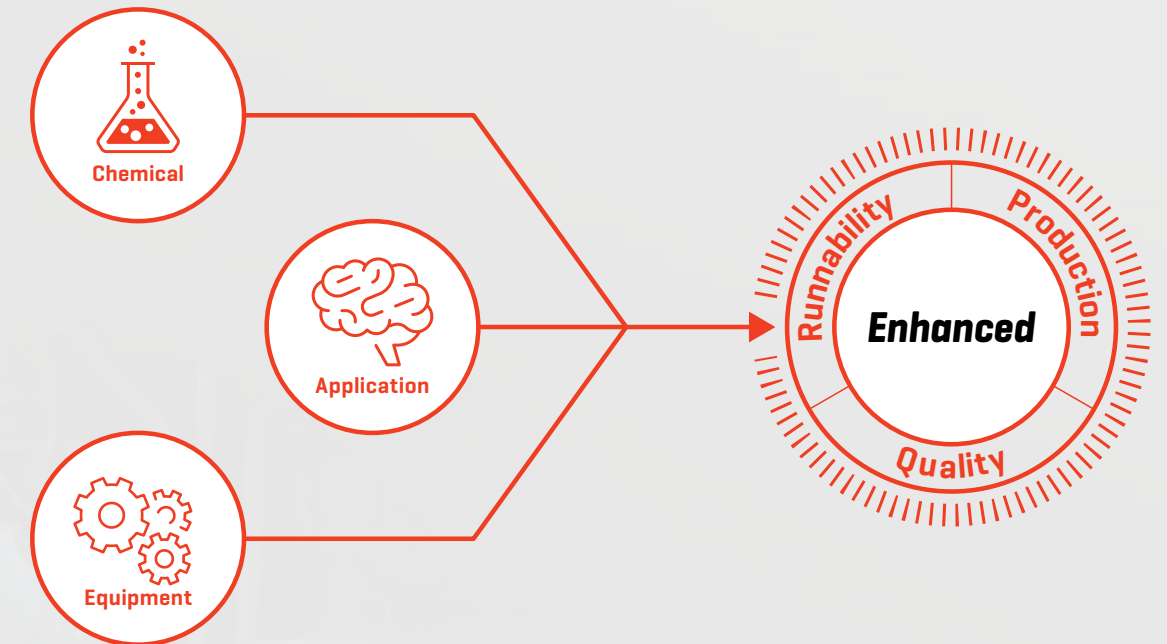 Chemical
Application
Equipment
Runnability
Production
Quality
Enhanced